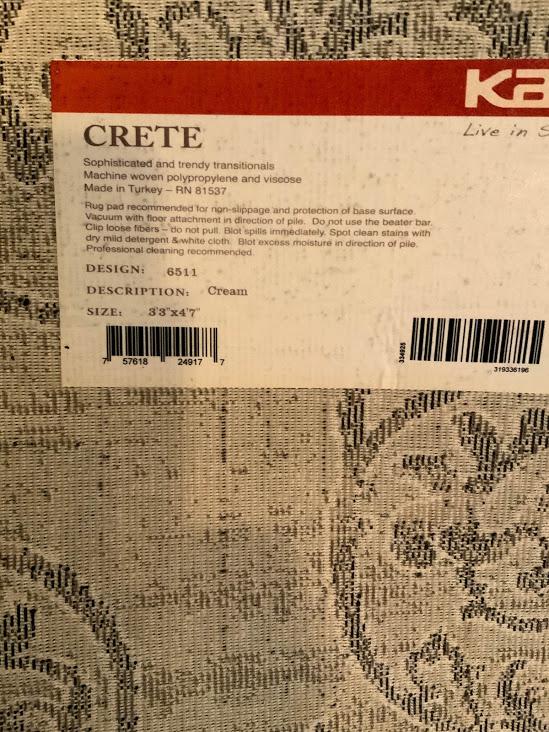 Ka
Live in S
CRETE
Sophisticated and trendy transitionals
Machine woven polypropylene and viscose
Made in Turkey – RN 81537
Rug pad recommended for non-slippage and protection of base surface.
Vacuum with floor attachment in direction of pile. Do not use the beater bar.
Clip loose fibers – do not pull. Blot spills immediately. Spot clean stains with
dry mild detergent &white cloth. Blot excess moisture in direction of pile.
Professional cleaning recommended.
DESIGN: 6511
DESCRIPTION: Cream
SIZE: 3'3"x4'7"
7 57618 24917 7
334928
319336196